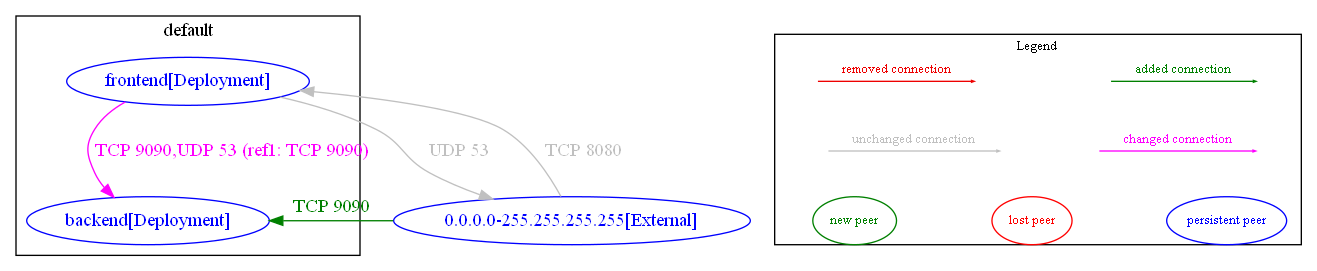 default
frontend[Deployment]
TCP 9090,UDP 53 (ref1: TCP 9090)
UDP 53
TCP 8080
TCP 9090
backend[Deployment]
0.0.0.0-255.255.255.255[External]
Legend
removed connection
added connection
unchanged connection
changed connection
new peer
lost peer
persistent peer